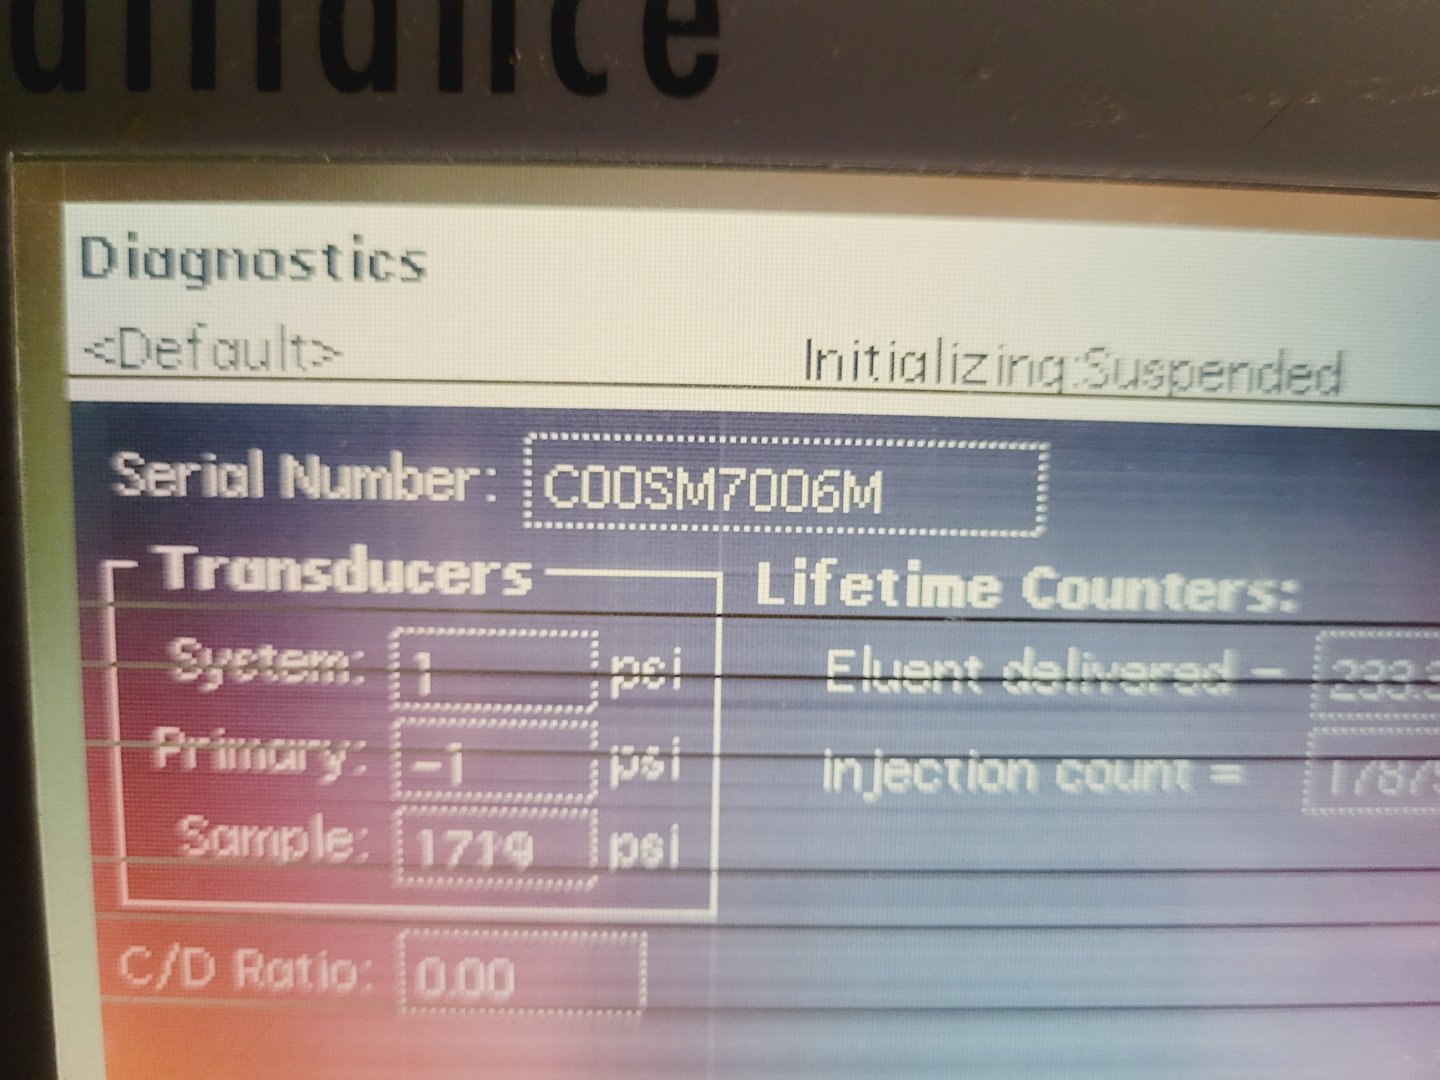 Diagnostics
<Default> Initializing:Suspended
Serial Number: C00SM7006M
Transducers
System: 1 psi
Primary: -1 psi
Sample: 1719 psi
C/D Ratio: 0.00
Lifetime Counters:
Eluent delivered =
Injection count =